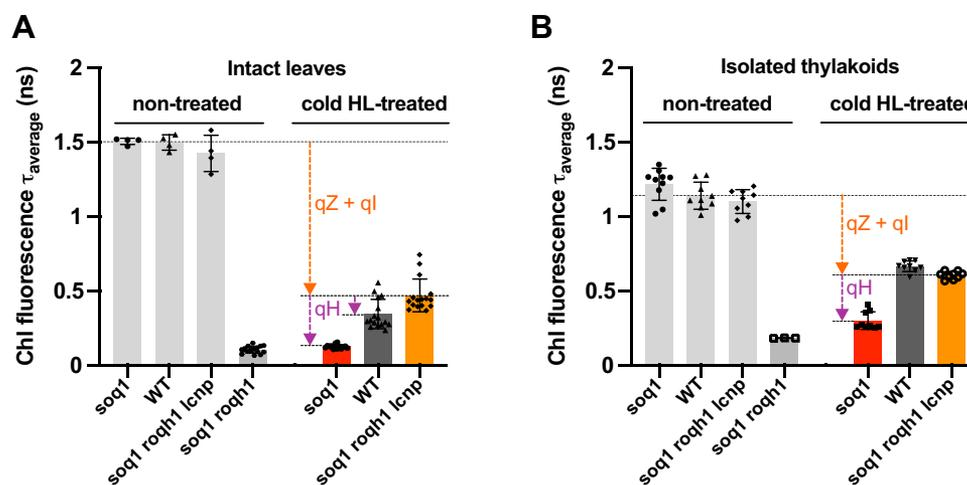 A
Intact leaves
non-treated
cold HL-treated
Chl fluorescence τaverage (ns)
2
1.5
1
0.5
0
qZ + qI
qH
soq1
WT
soq1 roqh1 lcnp
soq1 roqh1
soq1
WT
soq1 roqh1 lcnp
B
Isolated thylakoids
non-treated
cold HL-treated
Chl fluorescence τaverage (ns)
2
1.5
1
0.5
0
qZ + qI
qH
soq1
WT
soq1 roqh1 lcnp
soq1 roqh1
soq1
WT
soq1 roqh1 lcnp